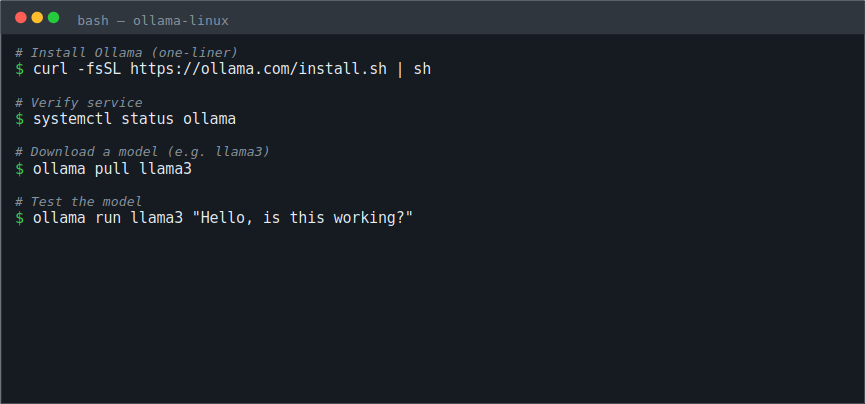 bash — ollama-linux
# Install Ollama (one-liner)
$ curl -fsSL https://ollama.com/install.sh | sh
# Verify service
$ systemctl status ollama
# Download a model (e.g. llama3)
$ ollama pull llama3
# Test the model
$ ollama run llama3 "Hello, is this working?"